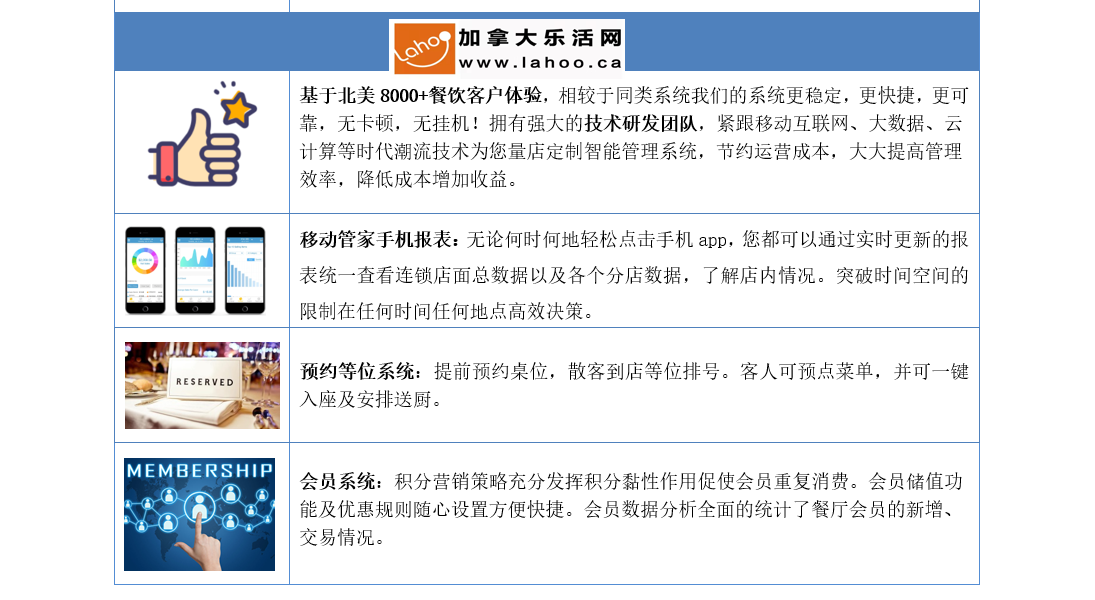 Lahoo
加拿大乐活网
www.lahoo.ca
基于北美 8000+餐饮客户体验，相较于同类系统我们的系统更稳定，更快捷，更可
靠，无卡顿，无挂机！拥有强大的技术研发团队，紧跟移动互联网、大数据、云
计算等时代潮流技术为您量店定制智能管理系统，节约运营成本，大大提高管理
效率，降低成本增加收益。
移动管家手机报表：无论何时何地轻松点击手机 app，您都可以通过实时更新的报
表统一查看连锁店面总数据以及各个分店数据，了解店内情况。突破时间空间的
限制在任何时间任何地点高效决策。
RESERVED
预约等位系统：提前预约桌位，散客到店等位排号。客人可预点菜单，并可一键
入座及安排送厨。
MEMBERSHIP
会员系统：积分营销策略充分发挥积分黏性作用促使会员重复消费。会员储值功
能及优惠规则随心设置方便快捷。会员数据分析全面的统计了餐厅会员的新增、
交易情况。